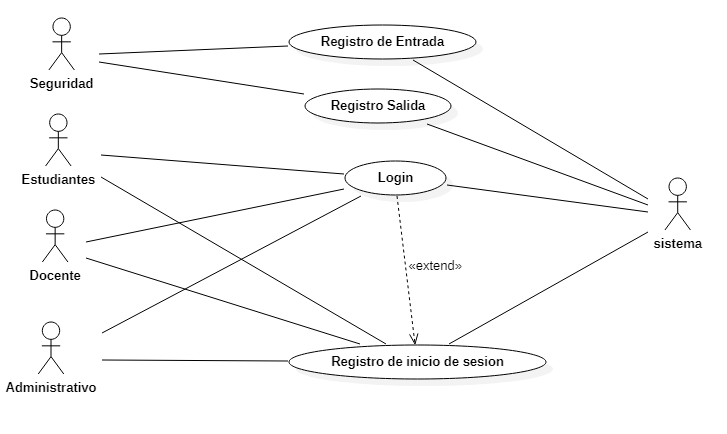 Registro de Entrada
Seguridad
Registro Salida
Estudiantes
Login
sistema
«extend»
Docente
Registro de inicio de sesion
Administrativo